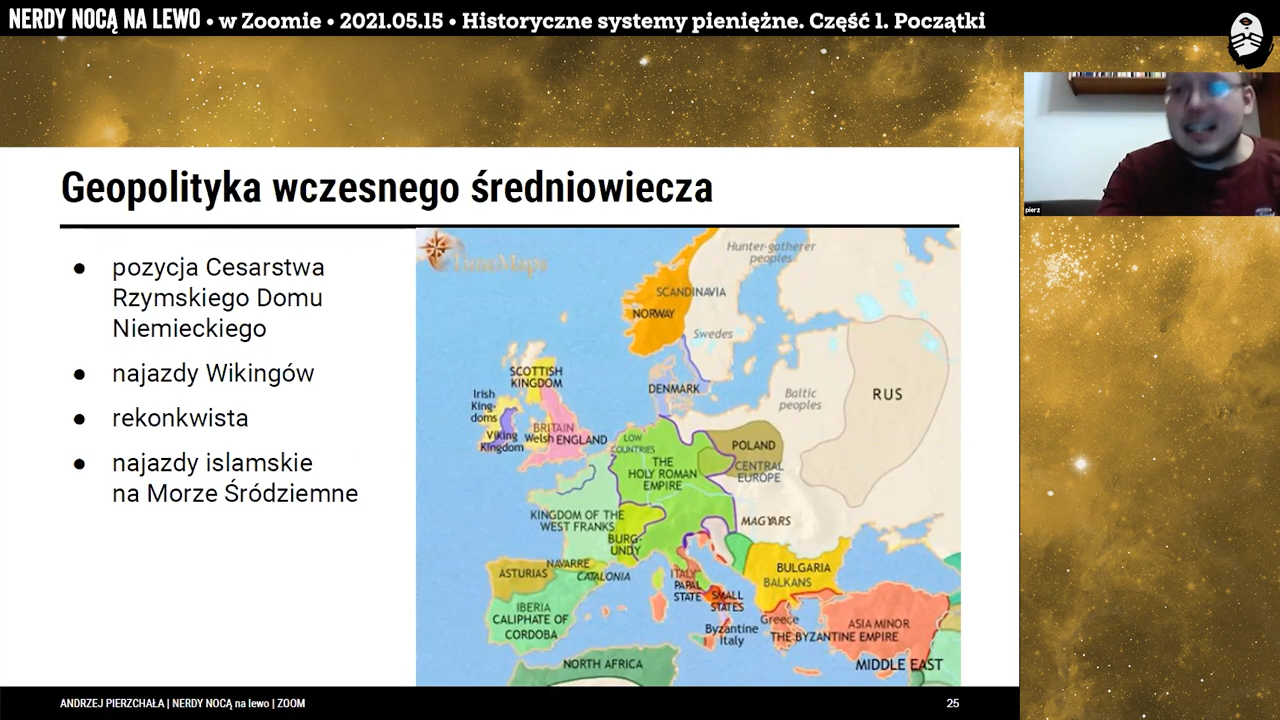 NERDY NOCĄ NA LEWO • w Zoomie • 2021.05.15 • Historyczne systemy pieniężne. Część 1. Początki
pierz
Geopolityka wczesnego średniowiecza
● pozycja Cesarstwa
Rzymskiego Domu
Niemieckiego
● najazdy Wikingów
● rekonkwista
● najazdy islamskie
na Morze Śródziemne
TimeMaps
Hunter-gatherer
peoples
SCANDINAVIA
NORWAY
Swedes
SCOTTISH
KINGDOM
DENMARK
Baltic
peoples
RUS
Irish
King-
doms
Viking
Kingdom
BRITAIN
Welsh
ENGLAND
LOW
COUNTRIES
POLAND
THE
HOLY ROMAN
EMPIRE
CENTRAL
EUROPE
KINGDOM OF THE
WEST FRANKS
MAGYARS
BURG-
UNDY
NAVARRE
ASTURIAS
CATALONIA
ITALY
PAPAL
STATE
SMALL
STATES
BULGARIA
BALKANS
IBERIA
CALIPHATE OF
CORDOBA
Byzantine
Italy
Greece
ASIA MINOR
THE BYZANTINE EMPIRE
NORTH AFRICA
MIDDLE EAST
ANDRZEJ PIERZCHAŁA | NERDY NOCĄ na lewo | ZOOM
25